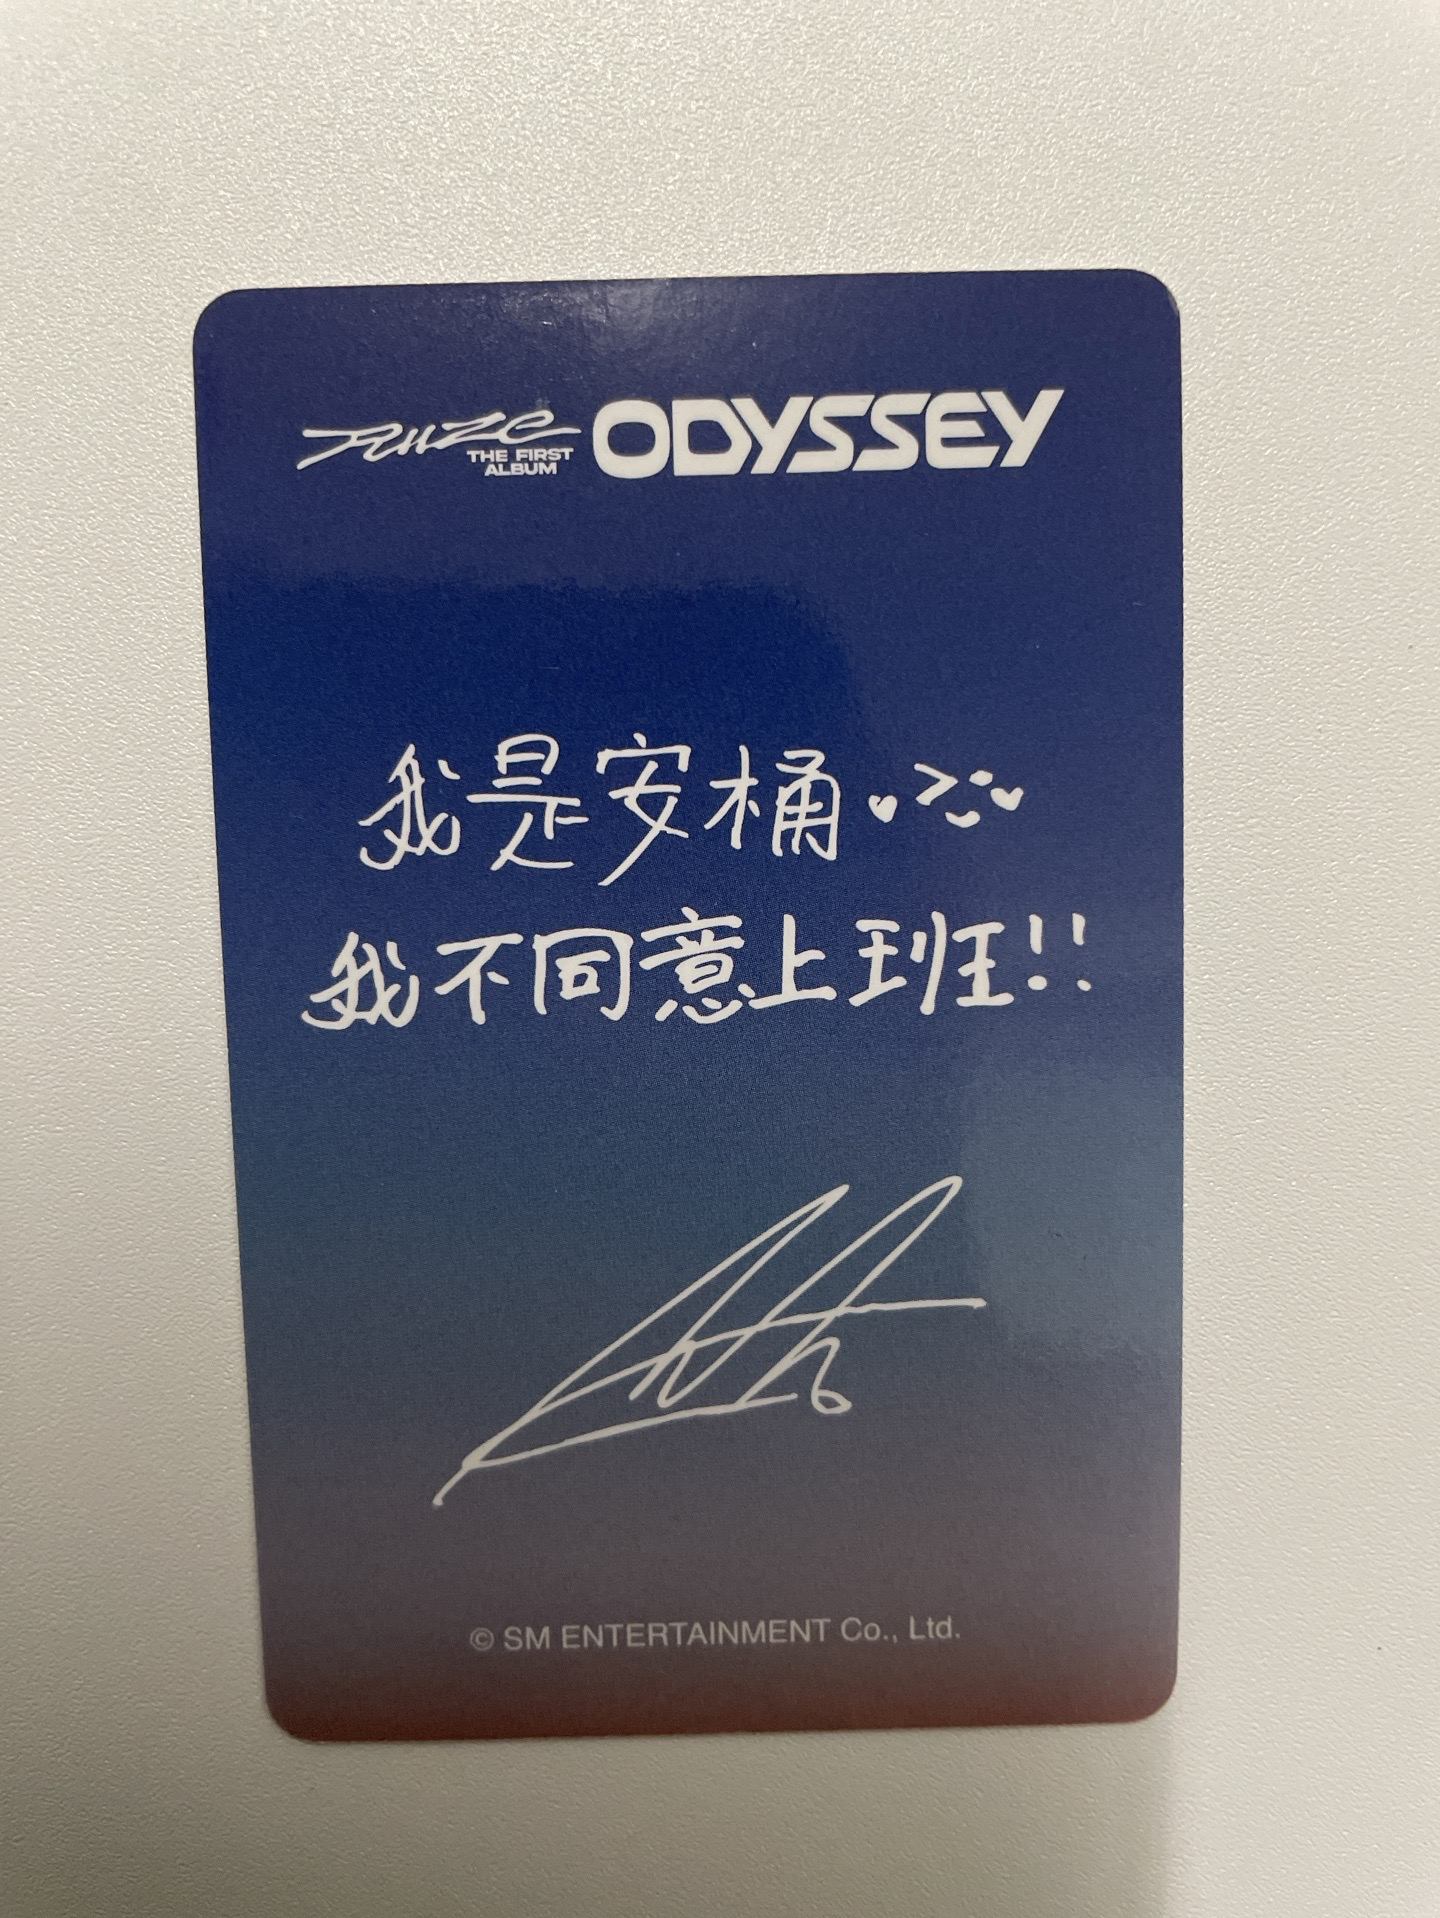 RIIZE THE FIRST ALBUM ODYSSEY
我是安桶
我不同意上班!!
© SM ENTERTAINMENT Co., Ltd.